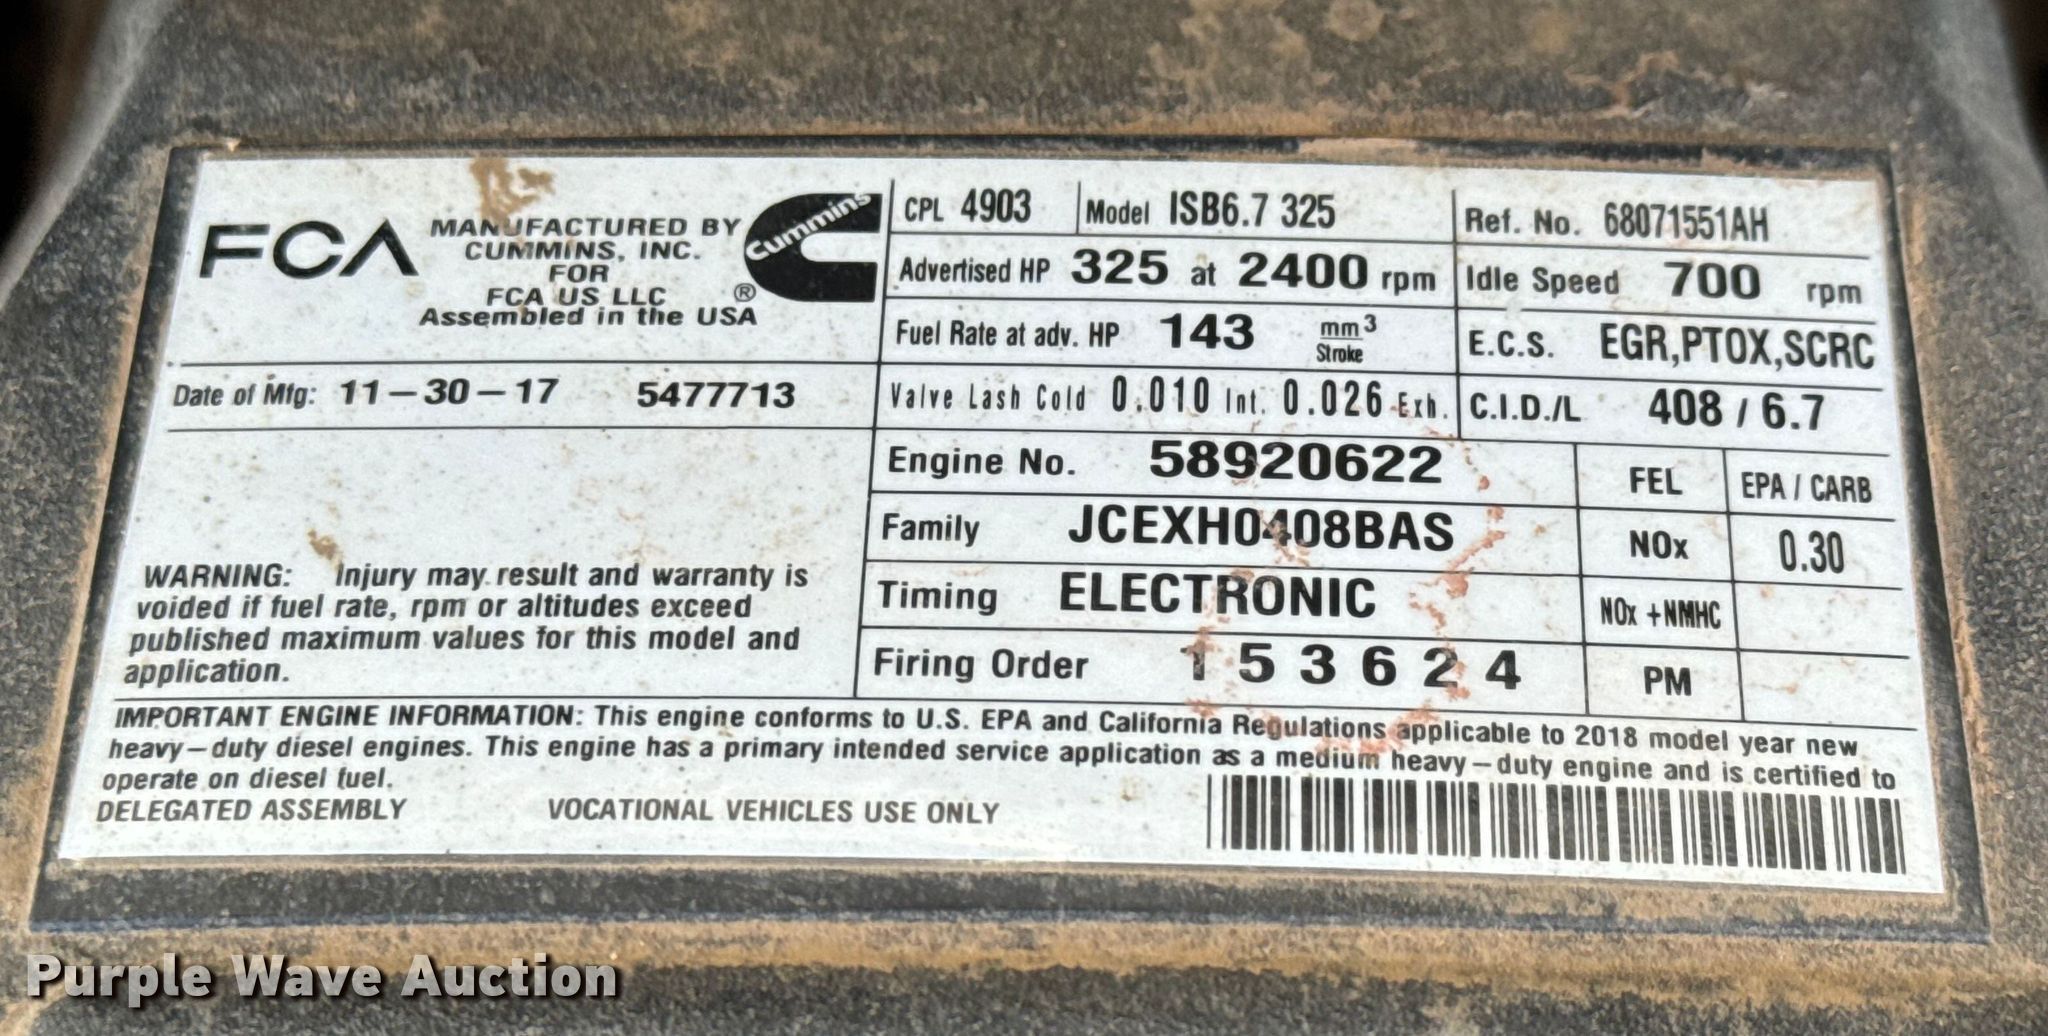 FCA
MANUFACTURED BY
CUMMINS, INC.
FOR
FCA US LLC
Assembled in the USA
Cummins
®
CPL 4903
Model ISB6.7 325
Ref. No. 68071551AH
Advertised HP 325 at 2400 rpm
Idle Speed 700 rpm
Fuel Rate at adv. HP 143 mm3
Stroke
E.C.S. EGR,PTOX,SCRC
Date of Mfg: 11-30-17 5477713
Valve Lash Cold 0.010 Int. 0.026 Exh.
C.I.D./L 408 / 6.7
Engine No. 58920622
FEL EPA / CARB
Family JCEXH0408BAS
NOx 0.30
Timing ELECTRONIC
NOx +NMHC
Firing Order 1 5 3 6 2 4
PM
WARNING: Injury may result and warranty is
voided if fuel rate, rpm or altitudes exceed
published maximum values for this model and
application.
IMPORTANT ENGINE INFORMATION: This engine conforms to U.S. EPA and California Regulations applicable to 2018 model year new
heavy-duty diesel engines. This engine has a primary intended service application as a medium heavy-duty engine and is certified to
operate on diesel fuel.
DELEGATED ASSEMBLY VOCATIONAL VEHICLES USE ONLY
Purple Wave Auction